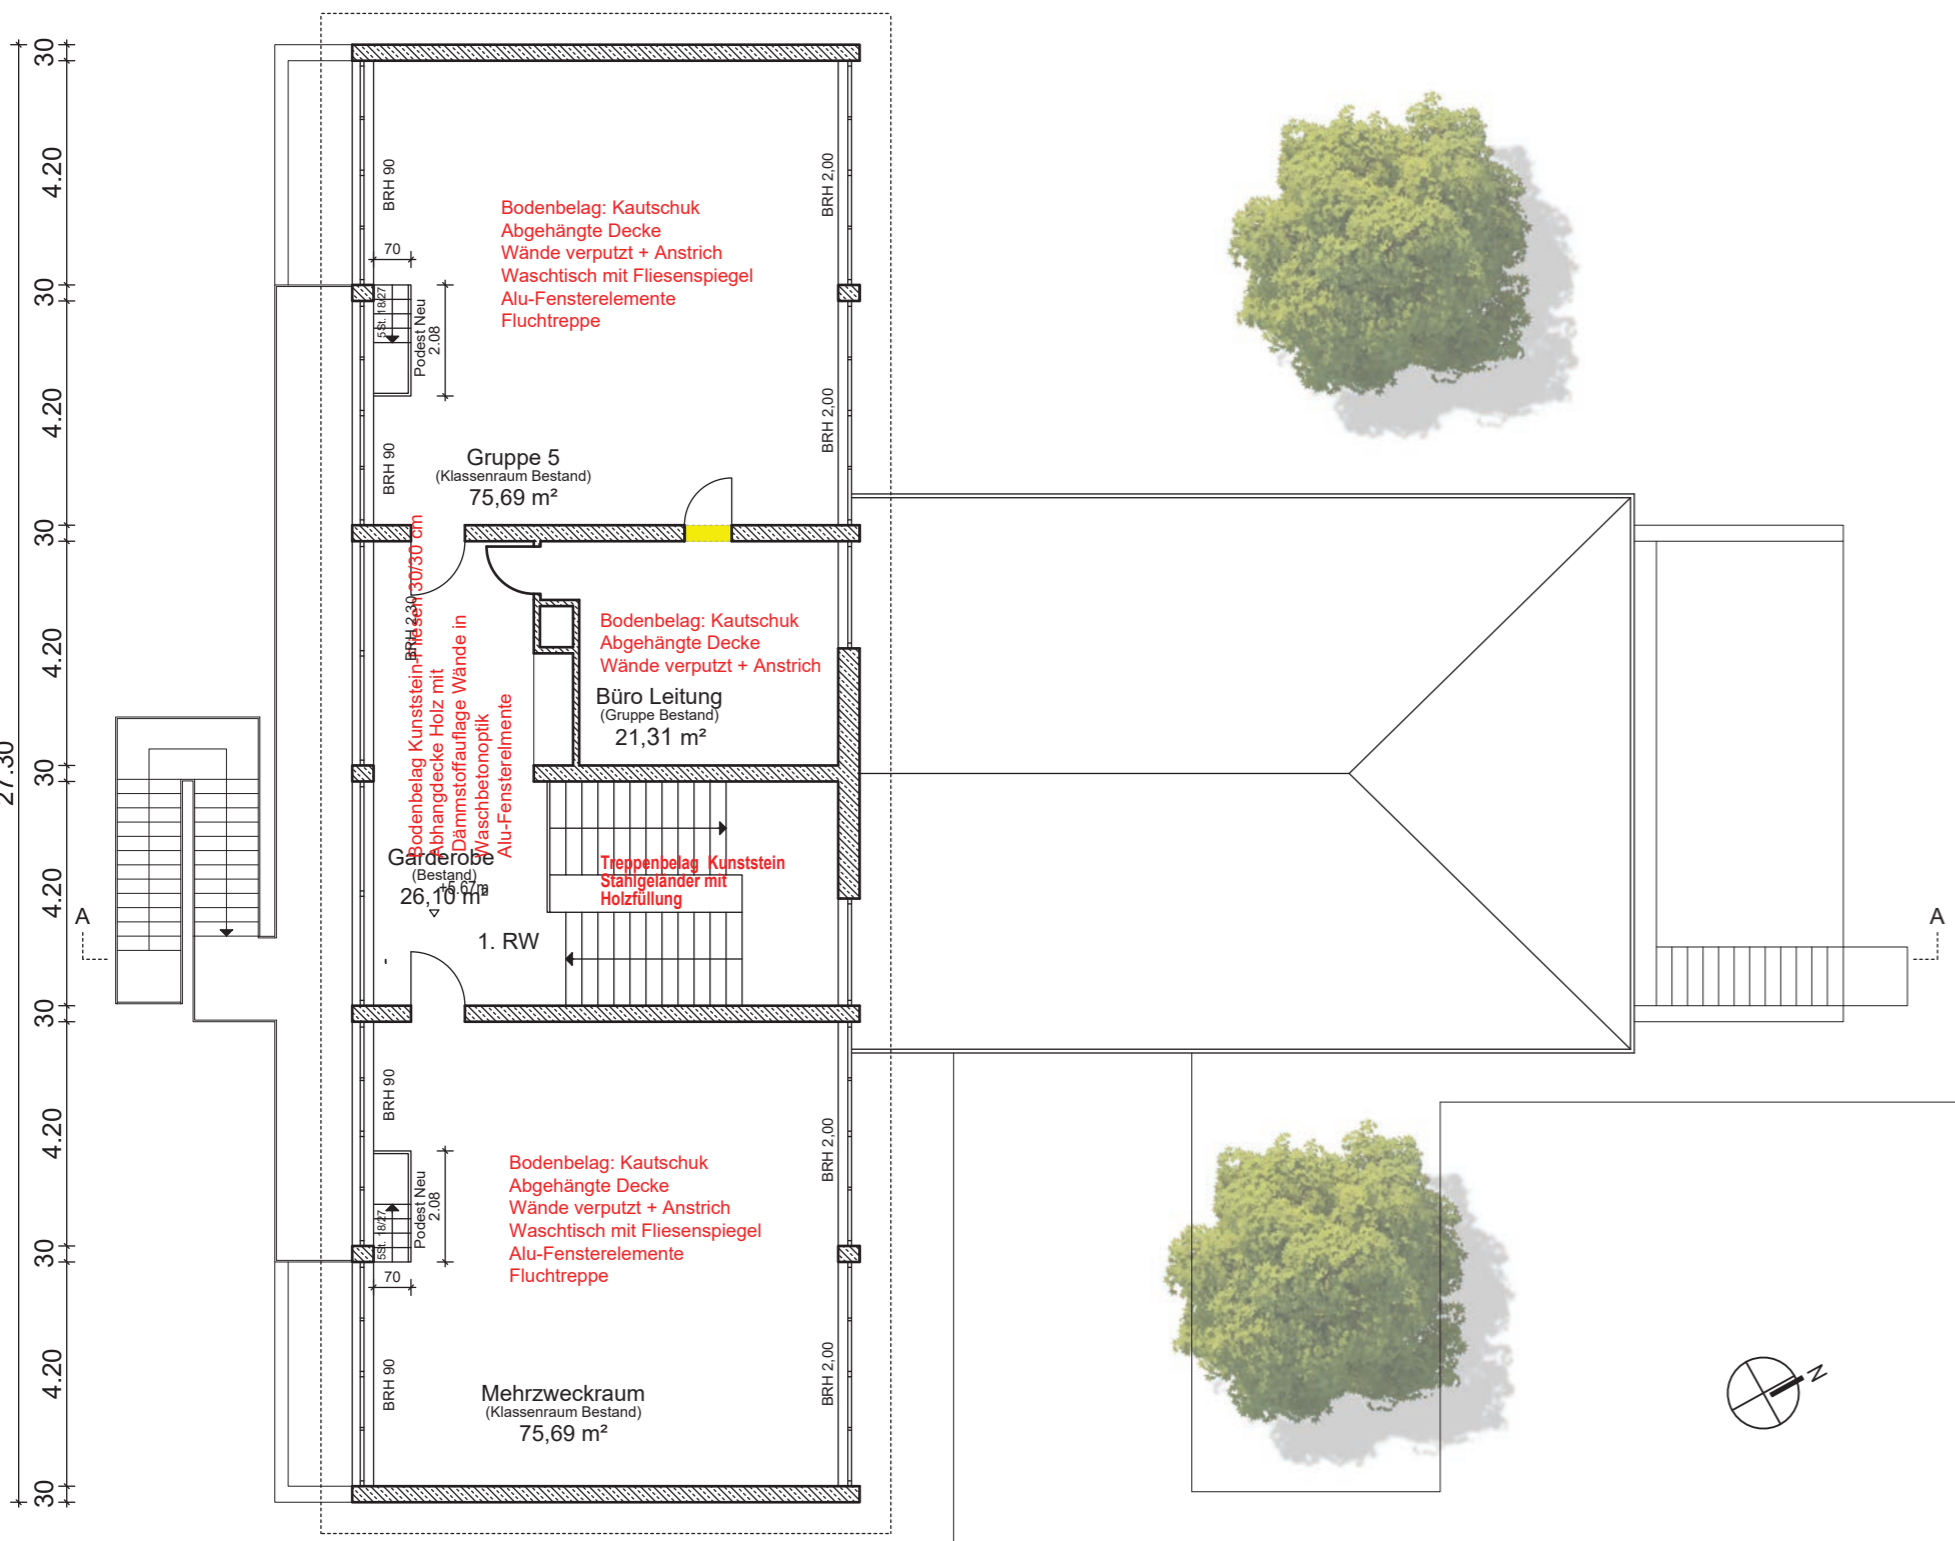 30
4.20
30
4.20
30
4.20
30
4.20
30
4.20
30
4.20
30
27.30
BRH 90
BRH 2,00
Bodenbelag: Kautschuk
Abgehängte Decke
Wände verputzt + Anstrich
Waschtisch mit Fliesenspiegel
Alu-Fensterelemente
Fluchttreppe
70
5St. 18/27
Podest Neu
2.08
BRH 90
BRH 2,00
Gruppe 5
(Klassenraum Bestand)
75,69 m²
BRH 2,30
Bodenbelag Kunststein-Fliesen 30/30 cm
Abhangdecke Holz mit
Dämmstoffauflage Wände in
Waschbetonoptik
Alu-Fensterelmente
Bodenbelag: Kautschuk
Abgehängte Decke
Wände verputzt + Anstrich
Büro Leitung
(Gruppe Bestand)
21,31 m²
Garderobe
(Bestand)
+5.67m
26,10 m²
1. RW
Treppenbelag Kunststein
Stahlgeländer mit
Holzfüllung
A
A
BRH 90
BRH 2,00
Bodenbelag: Kautschuk
Abgehängte Decke
Wände verputzt + Anstrich
Waschtisch mit Fliesenspiegel
Alu-Fensterelemente
Fluchttreppe
5St. 18/27
Podest Neu
2.08
70
BRH 90
BRH 2,00
Mehrzweckraum
(Klassenraum Bestand)
75,69 m²
N